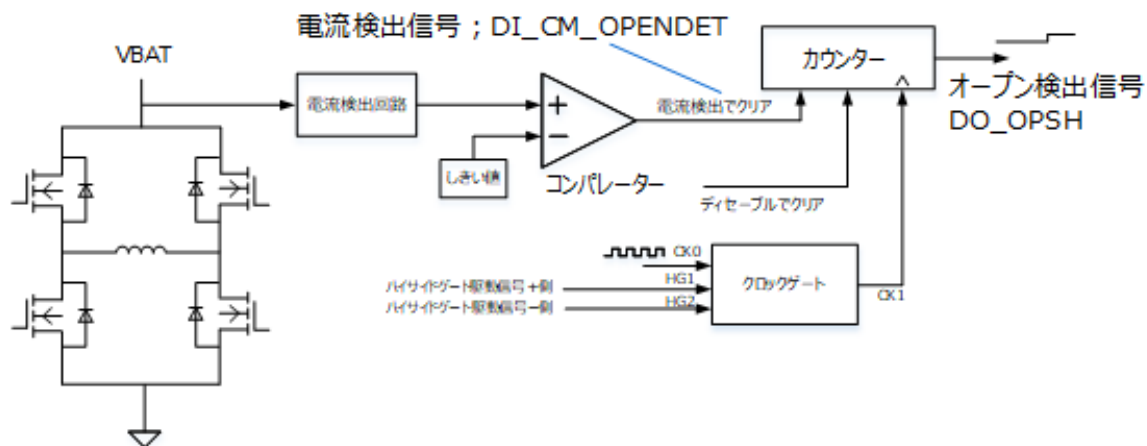 電流検出信号；DI_CM_OPENDET
VBAT
カウンター
電流検出回路
電流検出でクリア
オープン検出信号
DO_OPSH
しきい値
コンパレーター
ディセーブルでクリア
CK0
HG1
HG2
ハイサイドゲート駆動信号+側
ハイサイドゲート駆動信号-側
クロックゲート
CK1